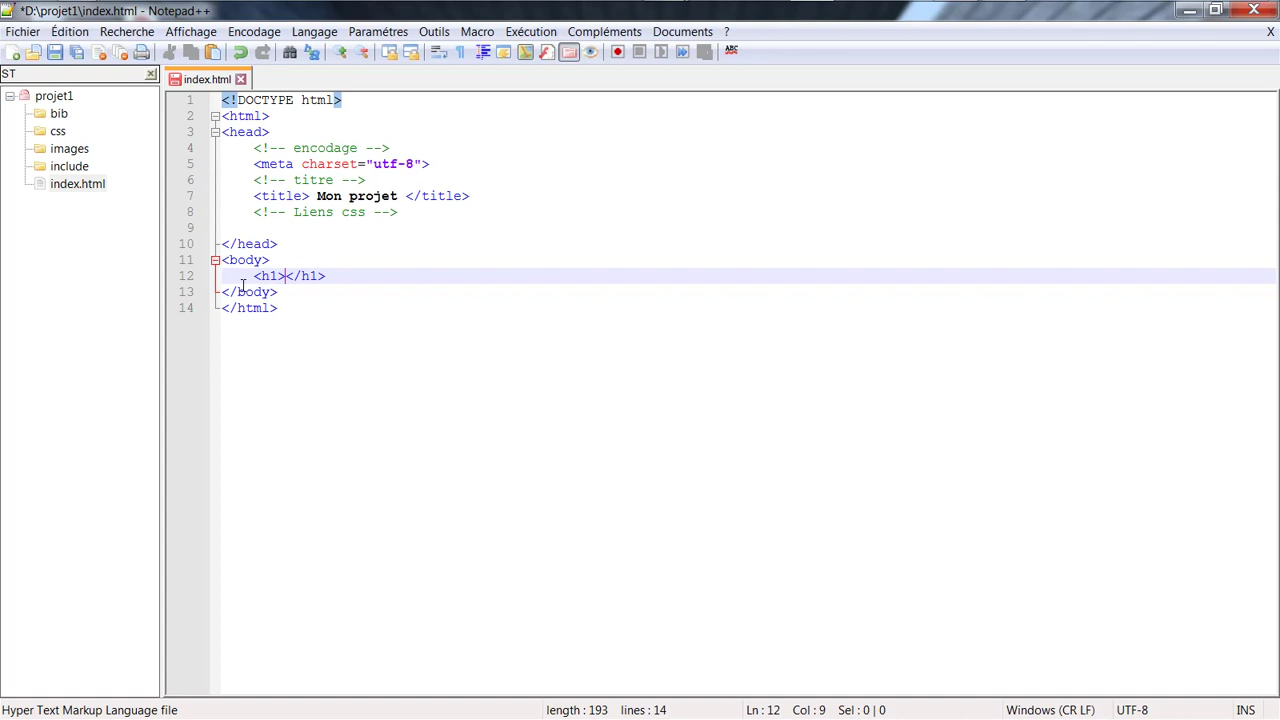 *D:\projet1\index.html - Notepad++
Fichier Édition Recherche Affichage Encodage Langage Paramétres Outils Macro Exécution Compléments Documents ? X
ABC
ST
index.html
projet1
bib
css
images
include
index.html
1 <!DOCTYPE html>
2 <html>
3 <head>
4 <!-- encodage -->
5 <meta charset="utf-8">
6 <!-- titre -->
7 <title> Mon projet </title>
8 <!-- Liens css -->
9
10 </head>
11 <body>
12 <h1></h1>
13 </body>
14 </html>
Hyper Text Markup Language file length : 193 lines : 14 Ln : 12 Col : 9 Sel : 0 | 0 Windows (CR LF) UTF-8 INS